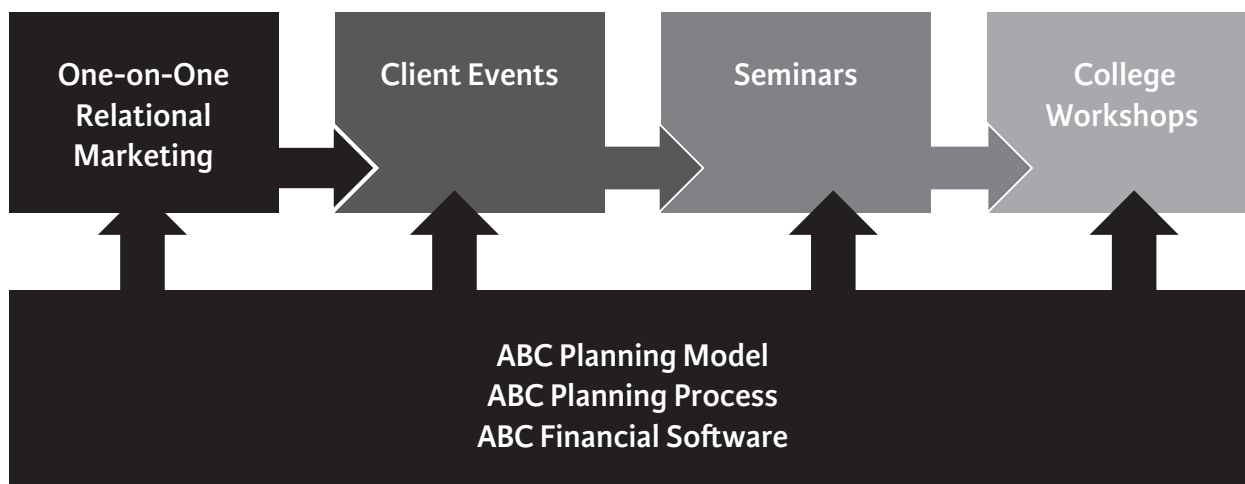 One-on-One
Relational
Marketing
Client Events
Seminars
College
Workshops
ABC Planning Model
ABC Planning Process
ABC Financial Software